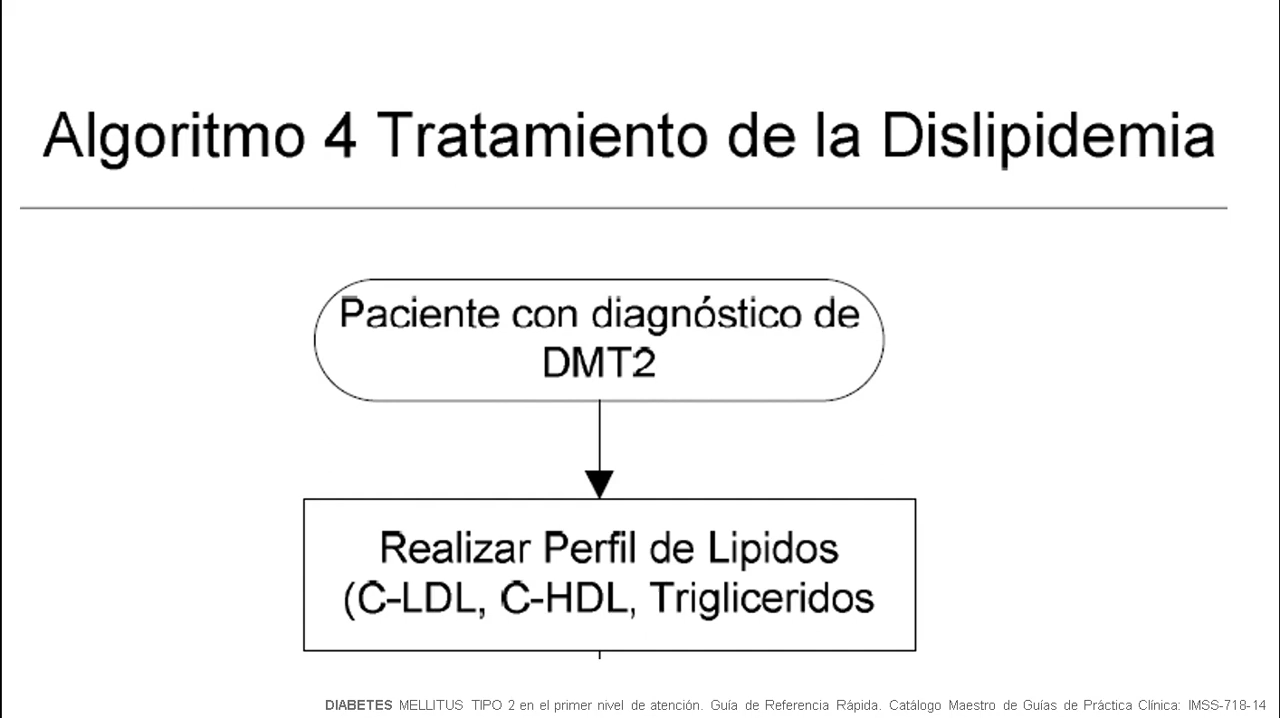 Algoritmo 4 Tratamiento de la Dislipidemia
Paciente con diagnóstico de
DMT2
Realizar Perfil de Lipidos
(C-LDL, C-HDL, Trigliceridos
DIABETES MELLITUS TIPO 2 en el primer nivel de atención. Guía de Referencia Rápida. Catálogo Maestro de Guías de Práctica Clínica: IMSS-718-14